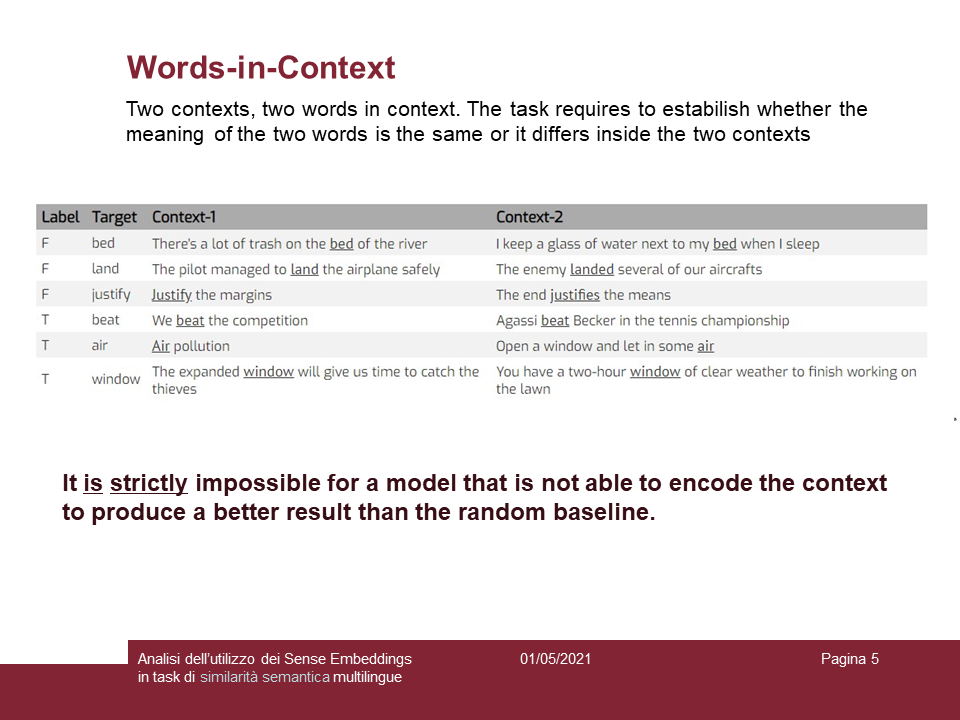 Words-in-Context
Two contexts, two words in context. The task requires to estabilish whether the
meaning of the two words is the same or it differs inside the two contexts
Label Target Context-1 Context-2
F bed There's a lot of trash on the bed of the river I keep a glass of water next to my bed when I sleep
F land The pilot managed to land the airplane safely The enemy landed several of our aircrafts
F justify Justify the margins The end justifies the means
T beat We beat the competition Agassi beat Becker in the tennis championship
T air Air pollution Open a window and let in some air
T window The expanded window will give us time to catch the You have a two-hour window of clear weather to finish working on
thieves the lawn
It is strictly impossible for a model that is not able to encode the context
to produce a better result than the random baseline.
Analisi dell'utilizzo dei Sense Embeddings 01/05/2021 Pagina 5
in task di similarità semantica multilingue